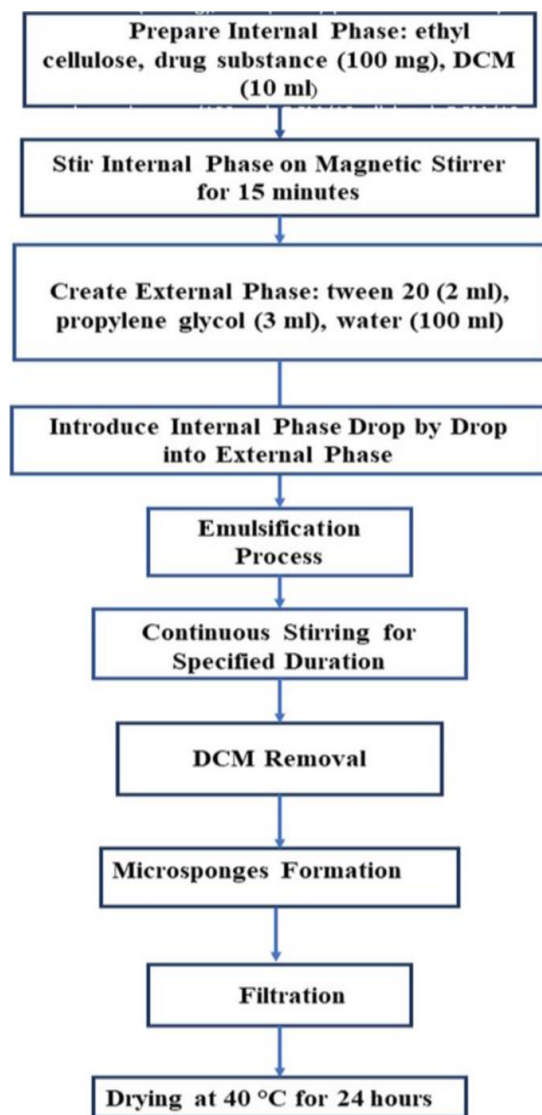 Prepare Internal Phase: ethyl
cellulose, drug substance (100 mg), DCM
(10 ml)
Stir Internal Phase on Magnetic Stirrer
for 15 minutes
Create External Phase: tween 20 (2 ml),
propylene glycol (3 ml), water (100 ml)
Introduce Internal Phase Drop by Drop
into External Phase
Emulsification
Process
Continuous Stirring for
Specified Duration
DCM Removal
Microsponges Formation
Filtration
Drying at 40 °C for 24 hours